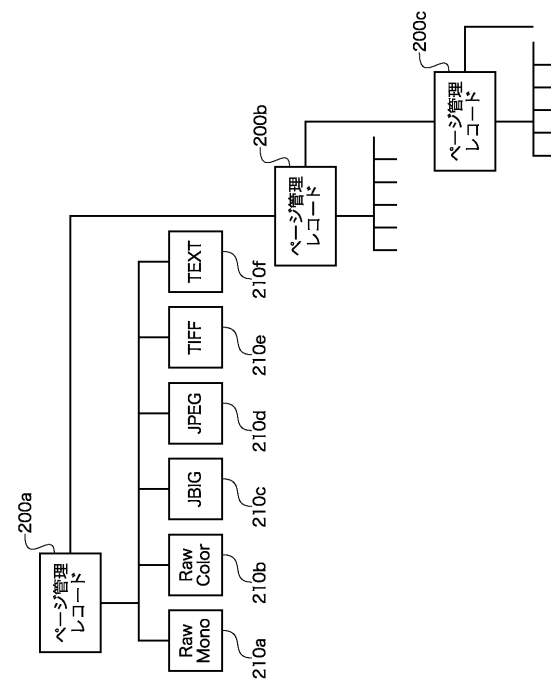 200a
ページ管理
レコード
Raw
Mono
210a
Raw
Color
210b
JBIG
210c
JPEG
210d
TIFF
210e
TEXT
210f
200b
ページ管理
レコード
200c
ページ管理
レコード